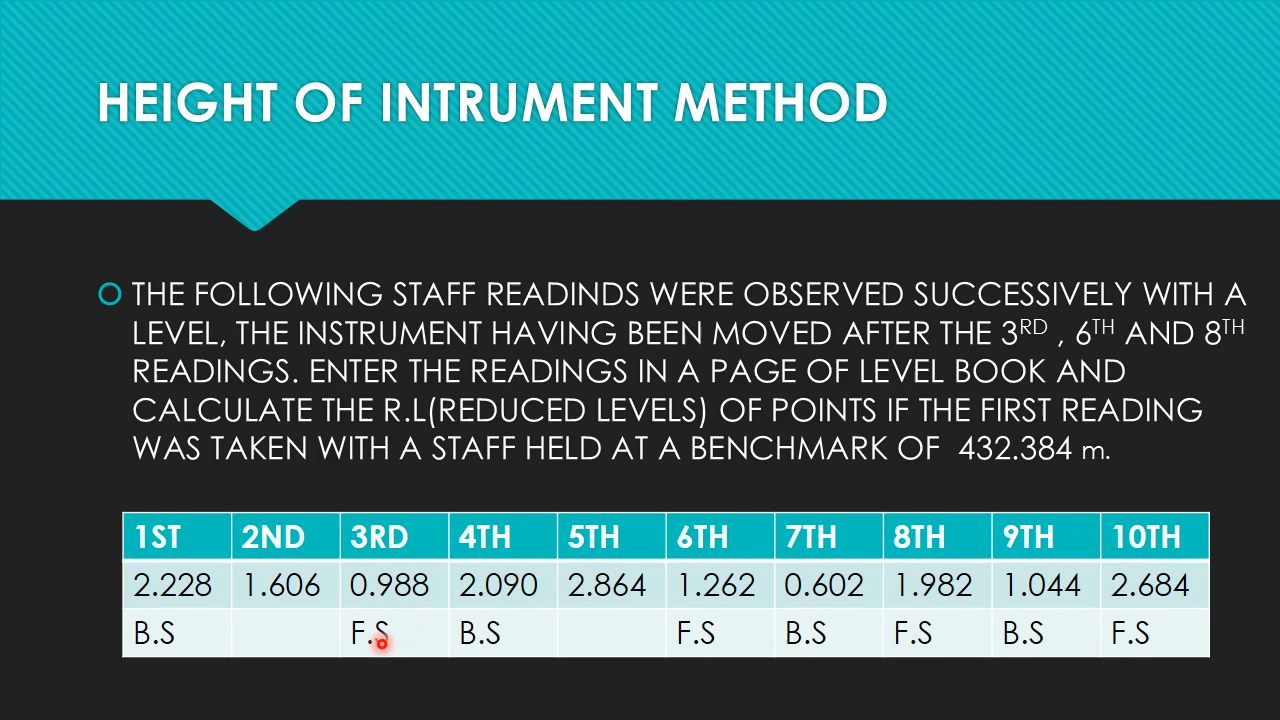 HEIGHT OF INTRUMENT METHOD
THE FOLLOWING STAFF READINDS WERE OBSERVED SUCCESSIVELY WITH A
LEVEL, THE INSTRUMENT HAVING BEEN MOVED AFTER THE 3RD , 6TH AND 8TH
READINGS. ENTER THE READINGS IN A PAGE OF LEVEL BOOK AND
CALCULATE THE R.L(REDUCED LEVELS) OF POINTS IF THE FIRST READING
WAS TAKEN WITH A STAFF HELD AT A BENCHMARK OF 432.384 m.
1ST 2ND 3RD 4TH 5TH 6TH 7TH 8TH 9TH 10TH
2.228 1.606 0.988 2.090 2.864 1.262 0.602 1.982 1.044 2.684
B.S F.S B.S F.S B.S F.S B.S F.S